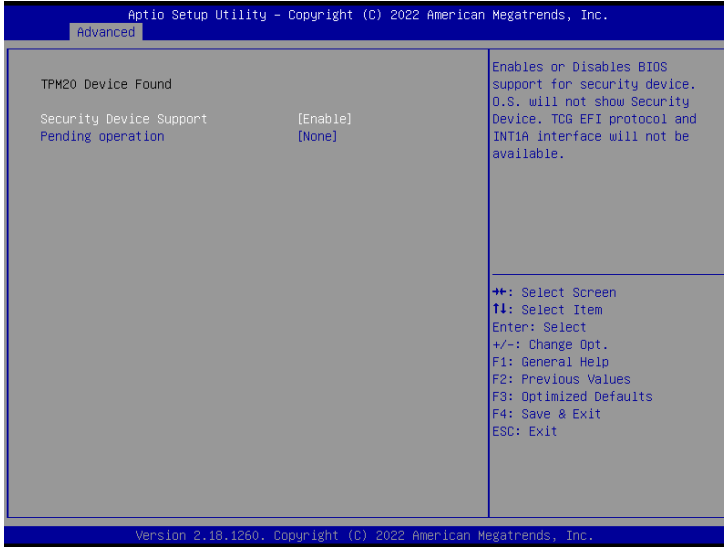 Aptio Setup Utility – Copyright (C) 2022 American Megatrends, Inc.
Advanced
TPM20 Device Found
Security Device Support [Enable]
Pending operation [None]
Enables or Disables BIOS
support for security device.
O.S. will not show Security
Device. TCG EFI protocol and
INT1A interface will not be
available.
→←: Select Screen
↑↓: Select Item
Enter: Select
+/-: Change Opt.
F1: General Help
F2: Previous Values
F3: Optimized Defaults
F4: Save & Exit
ESC: Exit
Version 2.18.1260. Copyright (C) 2022 American Megatrends, Inc.